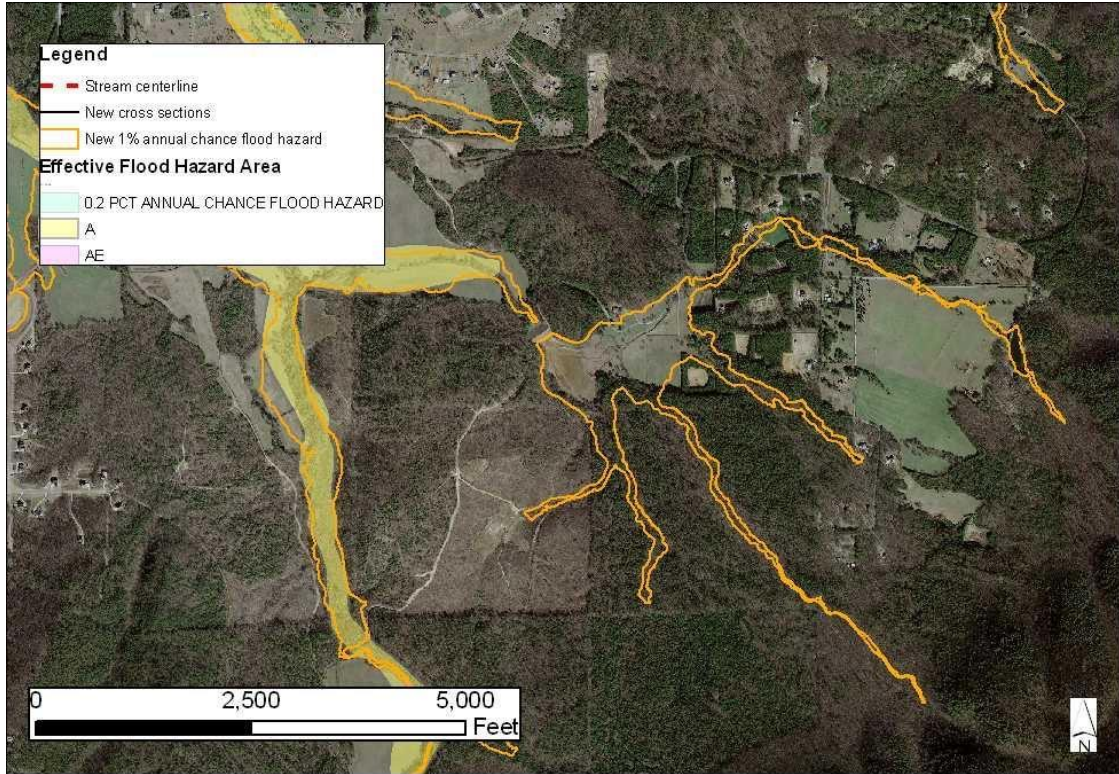 Legend
Stream centerline
New cross sections
New 1% annual chance flood hazard
Effective Flood Hazard Area
...
0.2 PCT ANNUAL CHANCE FLOOD HAZARD
A
AE
0 2,500 5,000
Feet
N